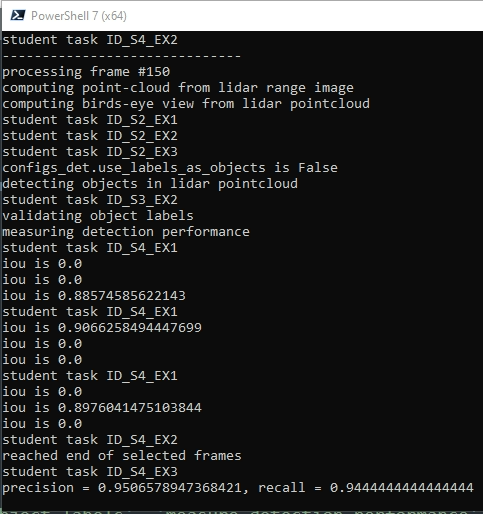 PowerShell 7 (x64)
student task ID_S4_EX2
------------------------------
processing frame #150
computing point-cloud from lidar range image
computing birds-eye view from lidar pointcloud
student task ID_S2_EX1
student task ID_S2_EX2
student task ID_S2_EX3
configs_det.use_labels_as_objects is False
detecting objects in lidar pointcloud
student task ID_S3_EX2
validating object labels
measuring detection performance
student task ID_S4_EX1
iou is 0.0
iou is 0.0
iou is 0.88574585622143
student task ID_S4_EX1
iou is 0.9066258494447699
iou is 0.0
iou is 0.0
student task ID_S4_EX1
iou is 0.0
iou is 0.8976041475103844
iou is 0.0
student task ID_S4_EX2
reached end of selected frames
student task ID_S4_EX3
precision = 0.9506578947368421, recall = 0.9444444444444444